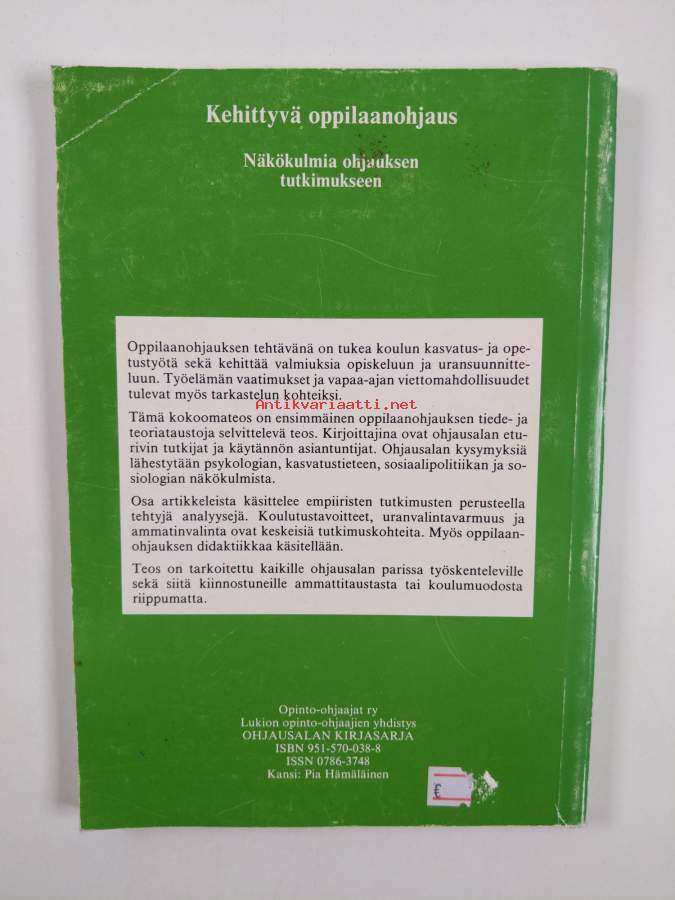 Kehittyvä oppilaanohjaus
Näkökulmia ohjauksen
tutkimukseen
Oppilaanohjauksen tehtävänä on tukea koulun kasvatus- ja ope-
tustyötä sekä kehittää valmiuksia opiskeluun ja uransuunnitte-
luun. Työelämän vaatimukset ja vapaa-ajan viettomahdollisuudet
tulevat myös tarkastelun kohteiksi.
Antikvariaatti.net
Tämä kokoomateos on ensimmäinen oppilaanohjauksen tiede- ja
teoriataustoja selvittelevä teos. Kirjoittajina ovat ohjausalan etu-
rivin tutkijat ja käytännön asiantuntijat. Ohjausalan kysymyksiä
lähestytään psykologian, kasvatustieteen, sosiaalipolitiikan ja so-
siologian näkökulmista.
Osa artikkeleista käsittelee empiiristen tutkimusten perusteella
tehtyjä analyysejä. Koulutustavoitteet, uranvalintavarmuus ja
ammatinvalinta ovat keskeisiä tutkimuskohteita. Myös oppilaan-
ohjauksen didaktiikkaa käsitellään.
Teos on tarkoitettu kaikille ohjausalan parissa työskenteleville
sekä siitä kiinnostuneille ammattitaustasta tai koulumuodosta
riippumatta.
Opinto-ohjaajat ry
Lukion opinto-ohjaajien yhdistys
OHJAUSALAN KIRJASARJA
ISBN 951-570-038-8
ISSN 0786-3748
Kansi: Pia Hämäläinen